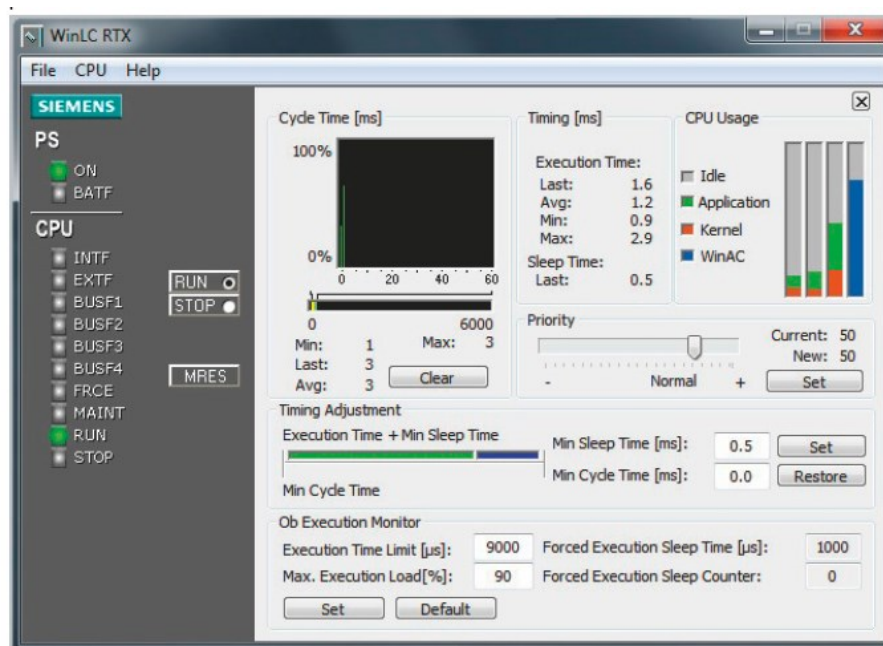 .
WinLC RTX
File CPU Help
SIEMENS
PS
ON
BATF
CPU
INTF
EXTF
BUSF1
BUSF2
BUSF3
BUSF4
FRCE
MAINT
RUN
STOP
RUN
STOP
MRES
Cycle Time [ms]
100%
0%
0 20 40 60
0 6000
Min: 1 Max: 3
Last: 3
Avg: 3 Clear
Timing [ms]
Execution Time:
Last: 1.6
Avg: 1.2
Min: 0.9
Max: 2.9
Sleep Time:
Last: 0.5
CPU Usage
Idle
Application
Kernel
WinAC
Priority
Current: 50
New: 50
- Normal + Set
Timing Adjustment
Execution Time + Min Sleep Time
Min Cycle Time
Min Sleep Time [ms]: 0.5 Set
Min Cycle Time [ms]: 0.0 Restore
Ob Execution Monitor
Execution Time Limit [µs]: 9000 Forced Execution Sleep Time [µs]: 1000
Max. Execution Load[%]: 90 Forced Execution Sleep Counter: 0
Set Default